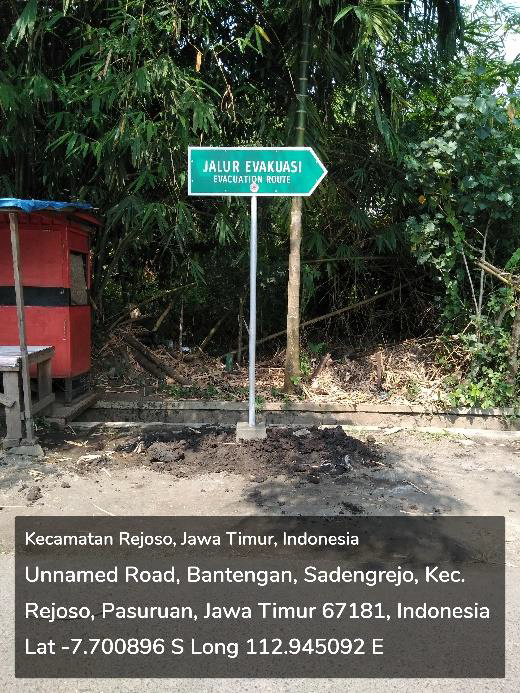 JALUR EVAKUASI
EVACUATION ROUTE
Kecamatan Rejoso, Jawa Timur, Indonesia
Unnamed Road, Bantengan, Sadengrejo, Kec.
Rejoso, Pasuruan, Jawa Timur 67181, Indonesia
Lat -7.700896 S Long 112.945092 E